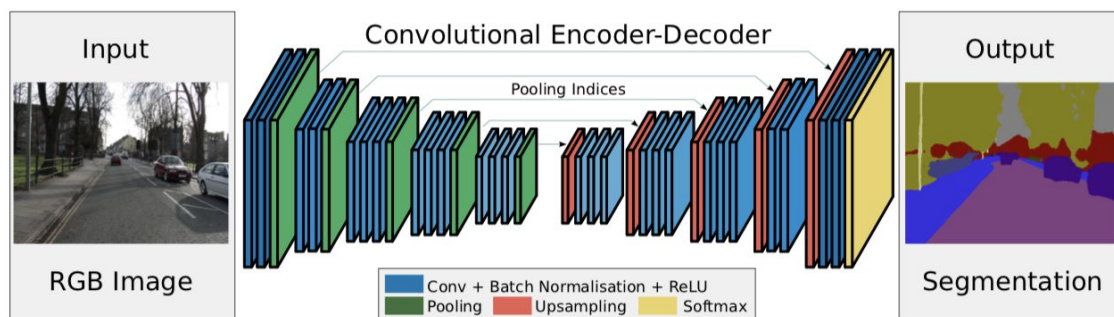 Input
RGB Image
Convolutional Encoder-Decoder
Pooling Indices
Conv + Batch Normalisation + ReLU
Pooling Upsampling Softmax
Output
Segmentation